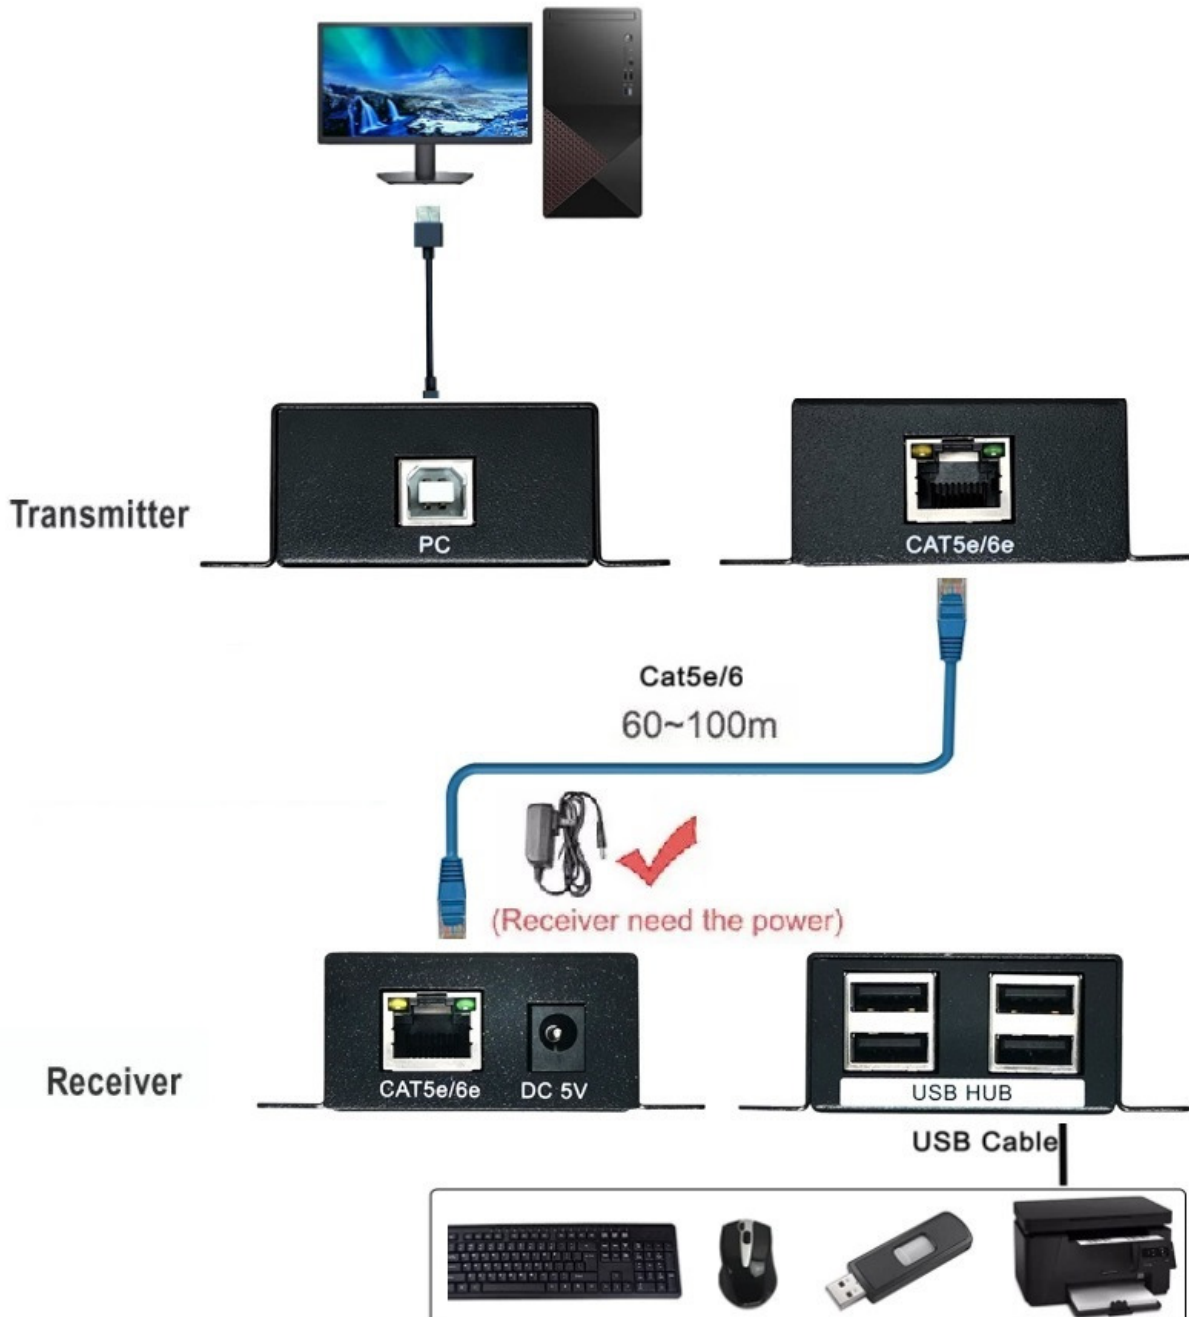 Transmitter
PC
CAT5e/6e
Cat5e/6
60~100m
(Receiver need the power)
Receiver
CAT5e/6e
DC 5V
USB HUB
USB Cable